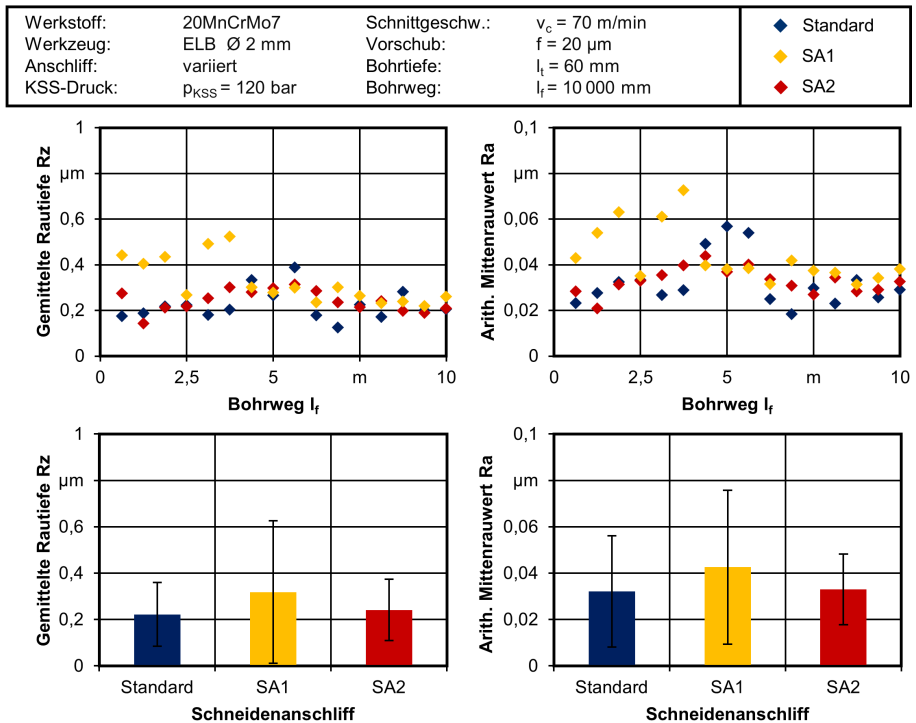 Werkstoff: 20MnCrMo7 Schnittgeschw.: vc = 70 m/min
Werkzeug: ELB Ø 2 mm Vorschub: f = 20 µm
Anschliff: variiert Bohrtiefe: lt = 60 mm
KSS-Druck: pKSS = 120 bar Bohrweg: lf = 10 000 mm
Standard
SA1
SA2
Gemittelte Rautiefe Rz
1
µm
0,6
0,4
0,2
0
0 2,5 5 m 10
Bohrweg lf
Arith. Mittenrauwert Ra
0,1
µm
0,06
0,04
0,02
0
0 2,5 5 m 10
Bohrweg lf
Gemittelte Rautiefe Rz
1
µm
0,6
0,4
0,2
0
Standard SA1 SA2
Schneidenanschliff
Arith. Mittenrauwert Ra
0,1
µm
0,06
0,04
0,02
0
Standard SA1 SA2
Schneidenanschliff